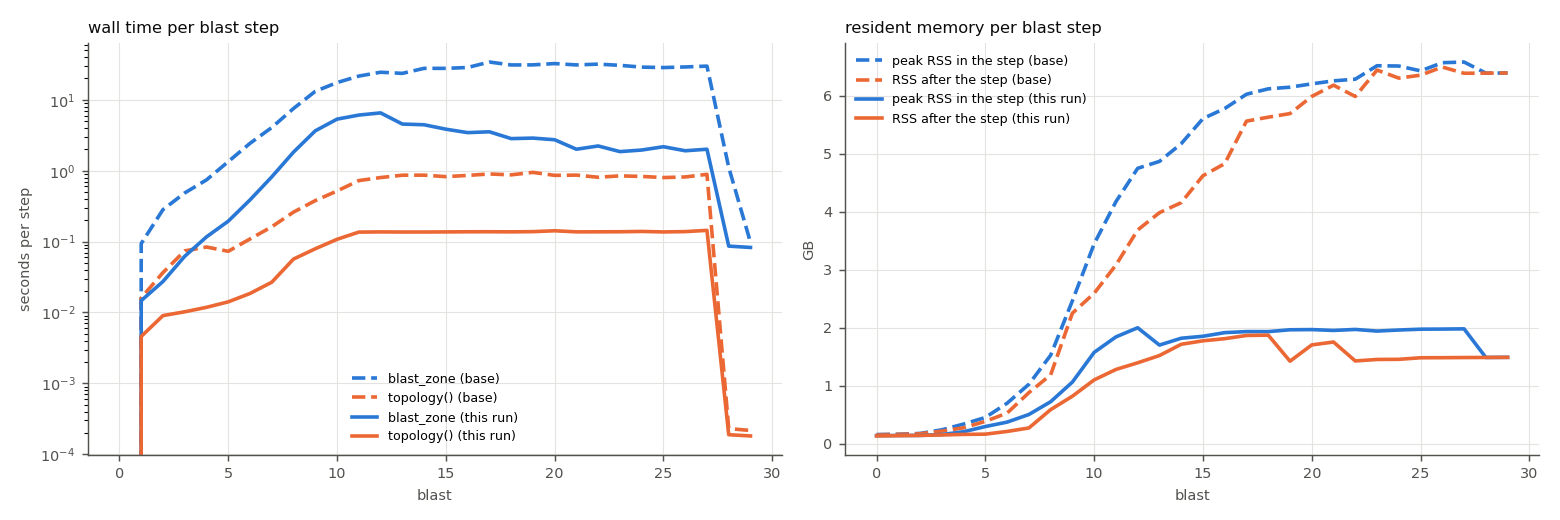 wall time per blast step
seconds per step
10¹
10⁰
10⁻¹
10⁻²
10⁻³
10⁻⁴
blast_zone (base)
topology() (base)
blast_zone (this run)
topology() (this run)
0 5 10 15 20 25 30
blast
resident memory per blast step
GB
6
5
4
3
2
1
0
peak RSS in the step (base)
RSS after the step (base)
peak RSS in the step (this run)
RSS after the step (this run)
0 5 10 15 20 25 30
blast